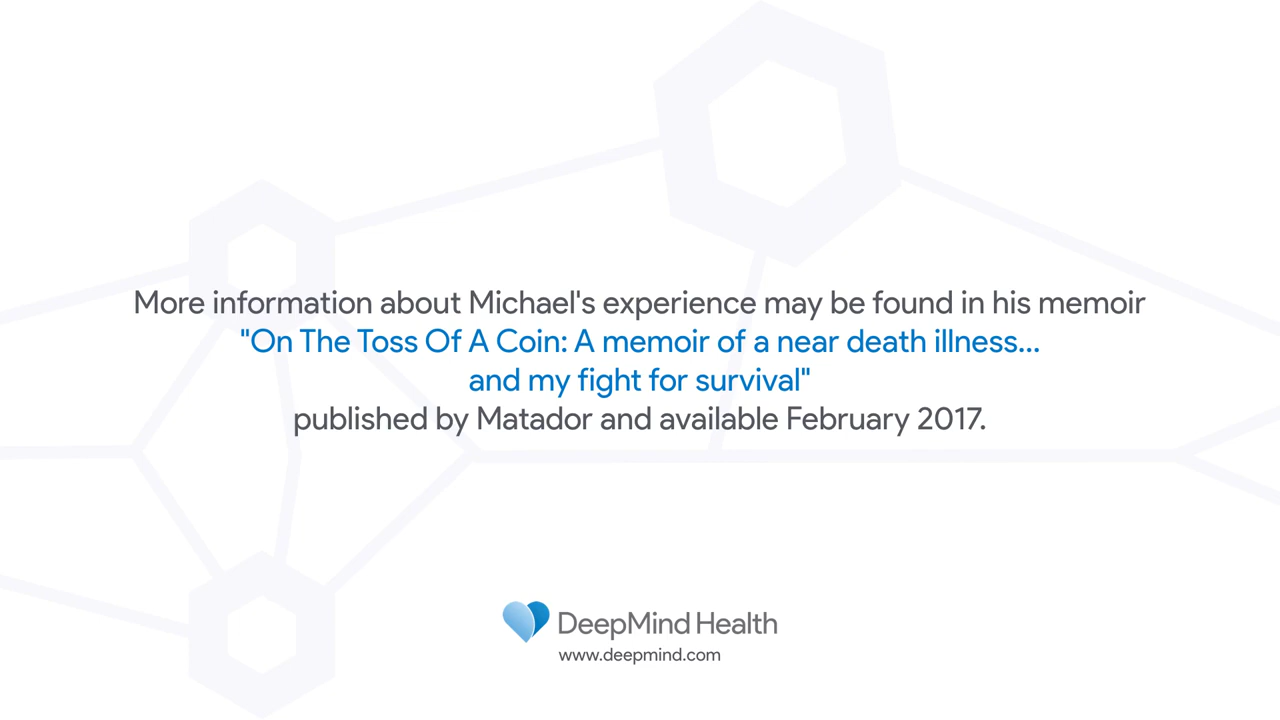 More information about Michael's experience may be found in his memoir
"On The Toss Of A Coin: A memoir of a near death illness...
and my fight for survival"
published by Matador and available February 2017.
DeepMind Health
www.deepmind.com